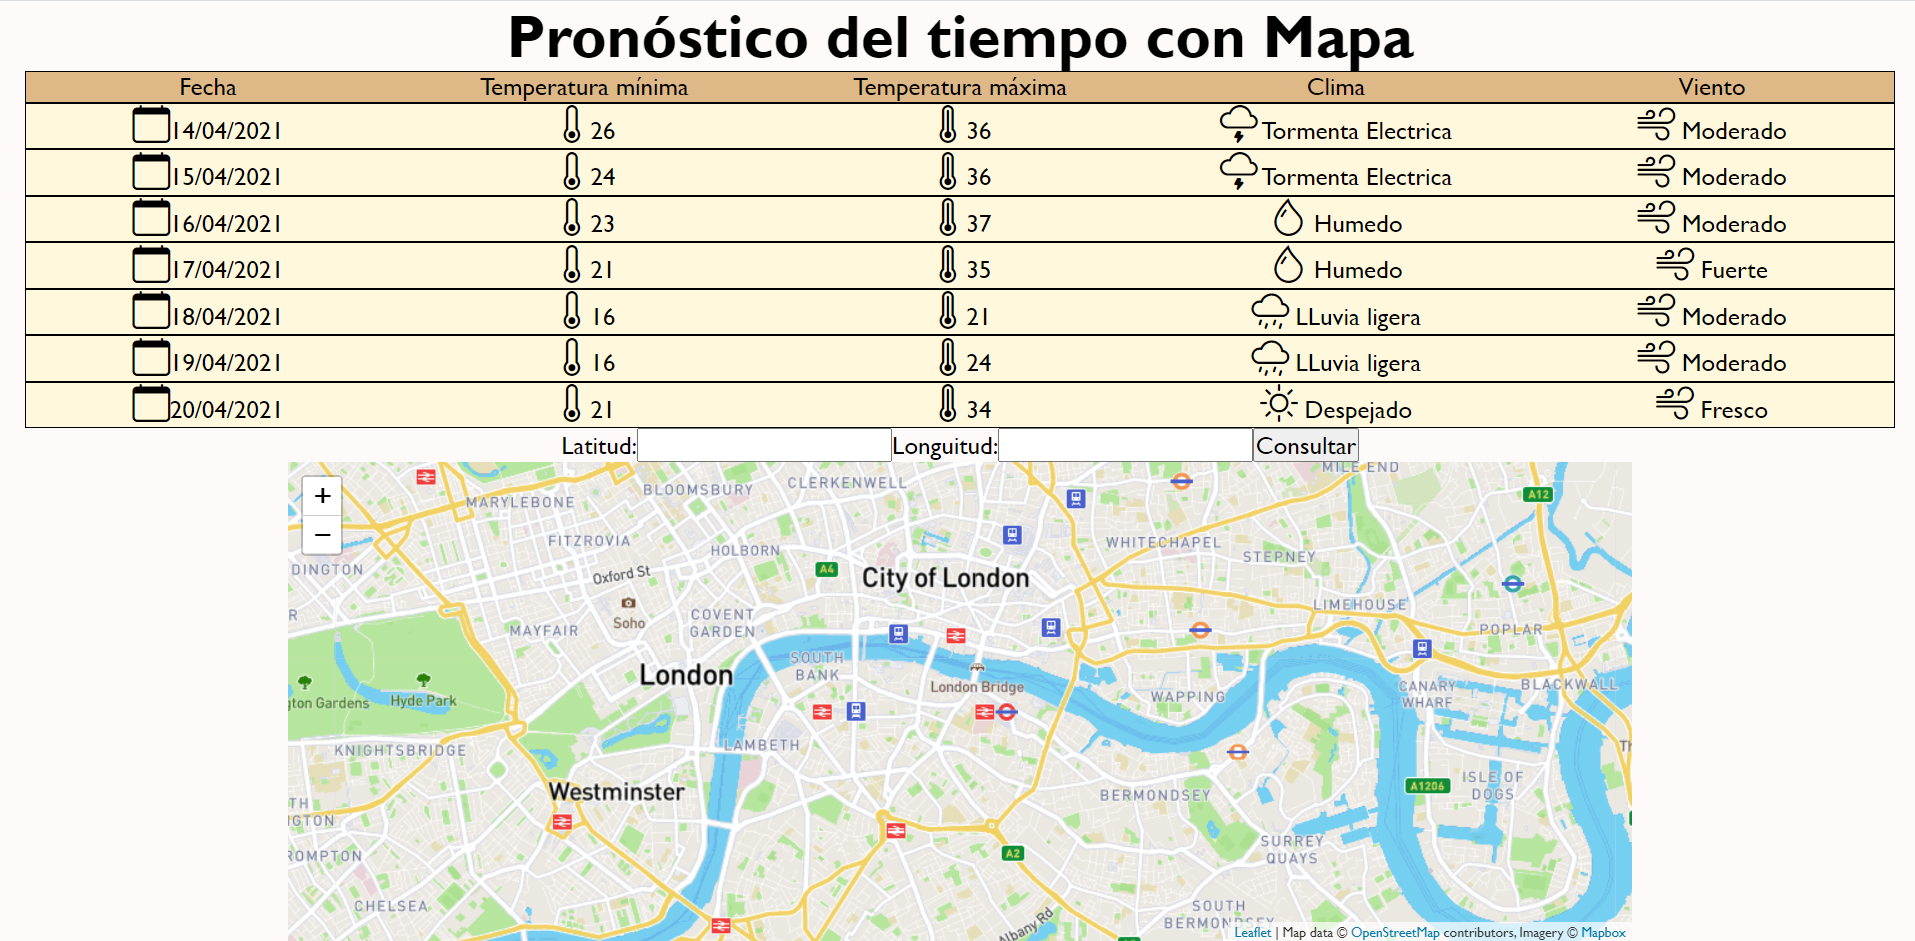 Pronóstico del tiempo con Mapa
Fecha Temperatura mínima Temperatura máxima Clima Viento
14/04/2021 26 36 Tormenta Electrica Moderado
15/04/2021 24 36 Tormenta Electrica Moderado
16/04/2021 23 37 Humedo Moderado
17/04/2021 21 35 Humedo Fuerte
18/04/2021 16 21 LLuvia ligera Moderado
19/04/2021 16 24 LLuvia ligera Moderado
20/04/2021 21 34 Despejado Fresco
Latitud: Longuitud: Consultar
+
−
MILE END
CLERKENWELL
BLOOMSBURY
MARYLEBONE
A12
FITZROVIA
HOLBORN
WHITECHAPEL
STEPNEY
DINGTON
Oxford St
A4
City of London
R
Soho
COVENT
GARDEN
LIMEHOUSE
MAYFAIR
POPLAR
London
SOUTH
BANK
London Bridge
WAPPING
CANARY
WHARF
BLACKWALL
gton Gardens
Hyde Park
KNIGHTSBRIDGE
LAMBETH
Th
Westminster
BERMONDSEY
A1206
ISLE OF
DOGS
TH
IGTON
ROMPTON
A2
SURREY
QUAYS
CHELSEA
Albany Rd
SOUTH
BERMONDSEY
Leaflet | Map data © OpenStreetMap contributors, Imagery © Mapbox